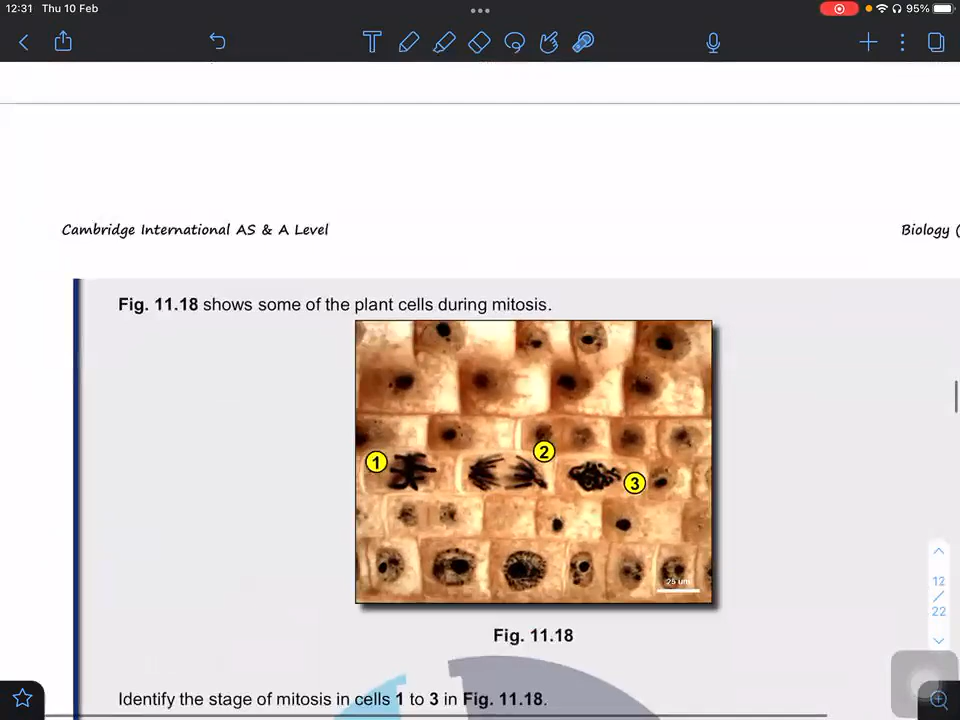 12:31 Thu 10 Feb
95%
Cambridge International AS & A Level
Biology (
Fig. 11.18 shows some of the plant cells during mitosis.
1
2
3
25 um
Fig. 11.18
12
/
22
Identify the stage of mitosis in cells 1 to 3 in Fig. 11.18.